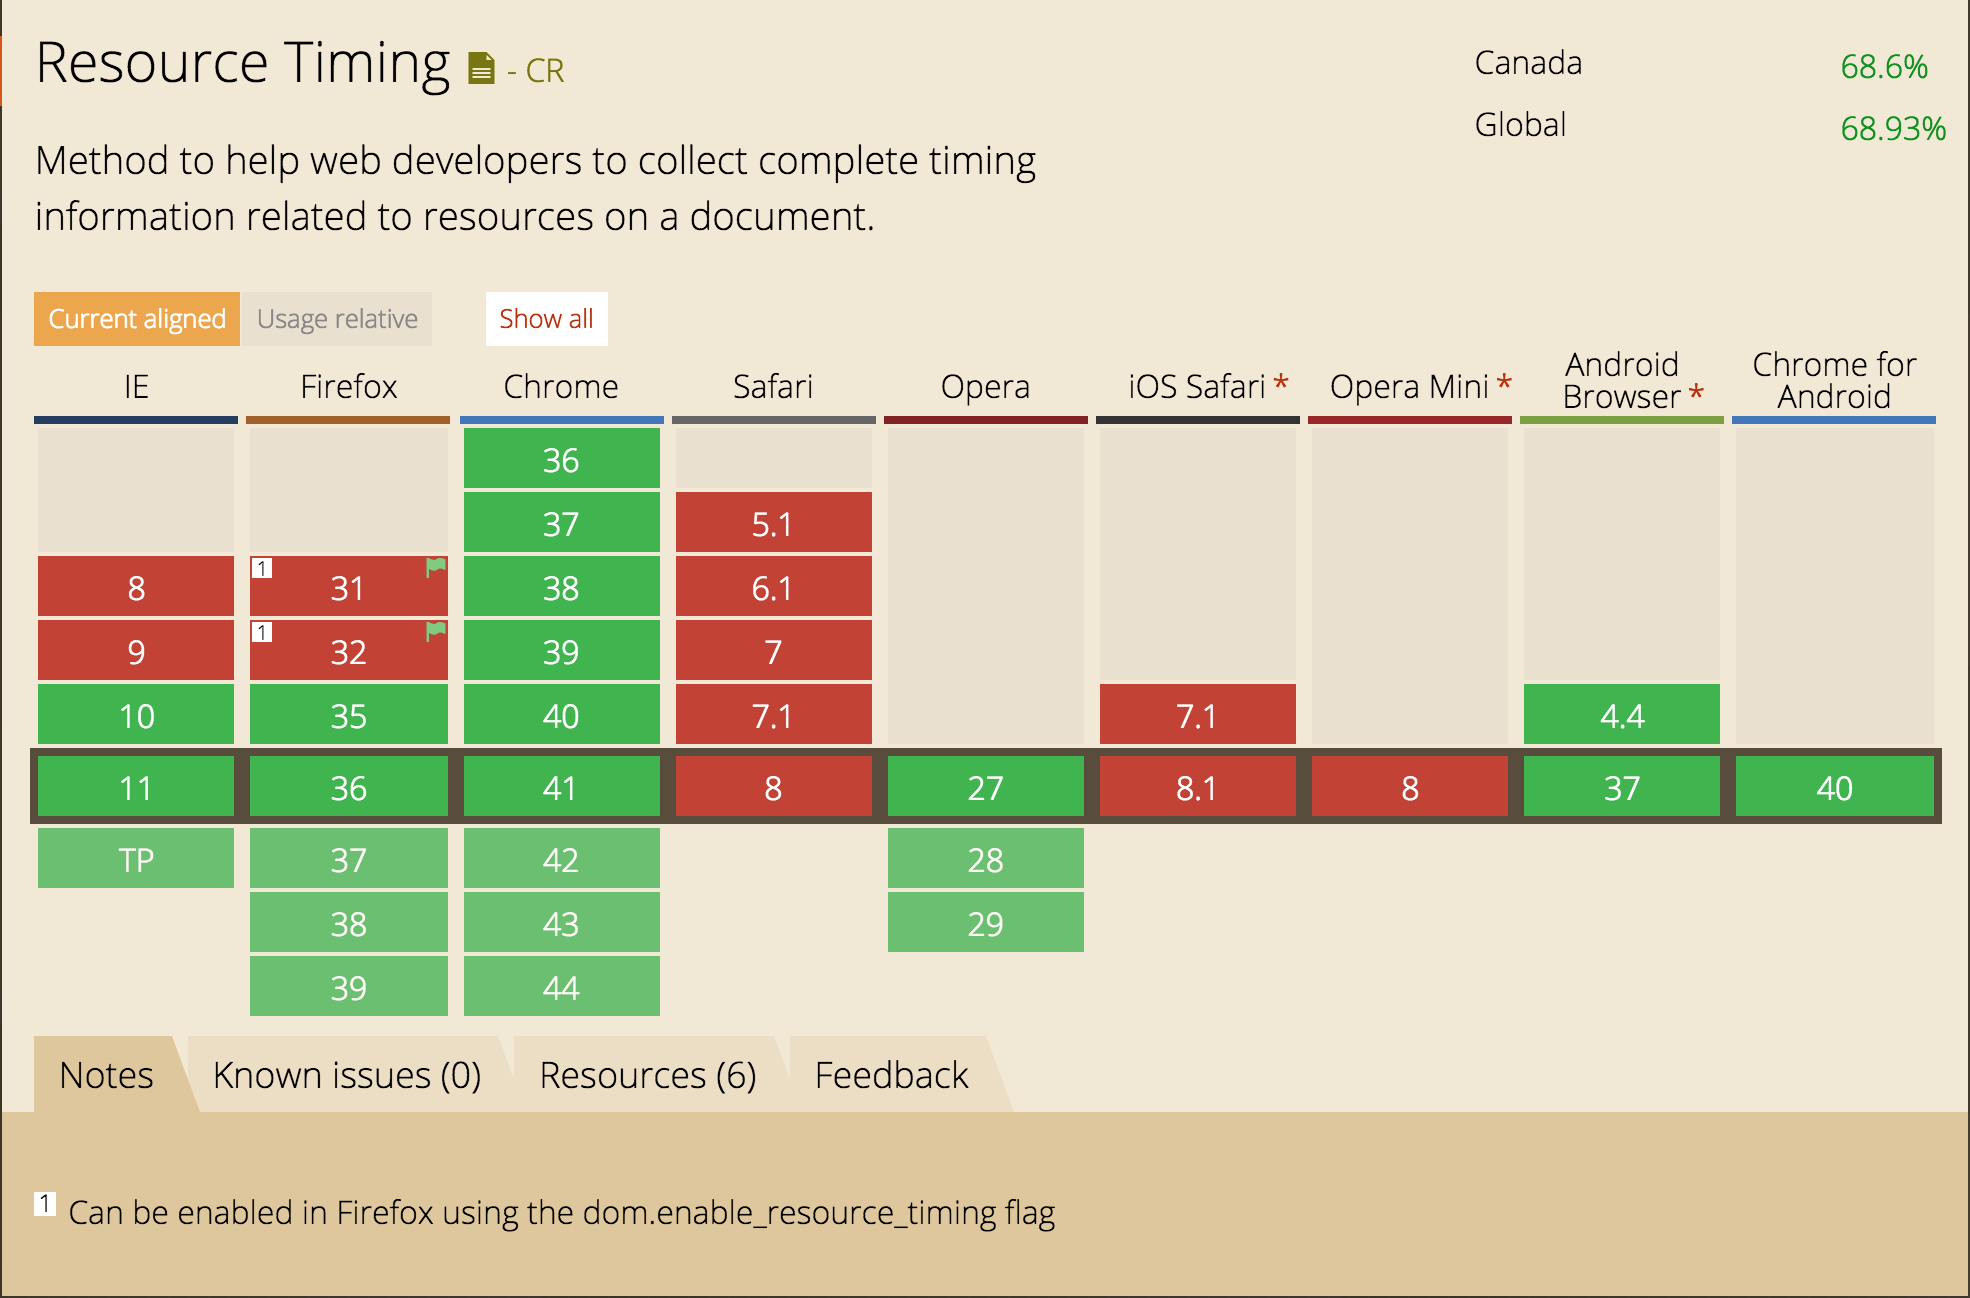 Resource Timing - CR
Canada 68.6%
Global 68.93%
Method to help web developers to collect complete timing
information related to resources on a document.
Current aligned Usage relative Show all
IE Firefox Chrome Safari Opera iOS Safari * Opera Mini * Android Browser * Chrome for Android
36
37 5.1
8 1 31 38 6.1
9 1 32 39 7
10 35 40 7.1 7.1 4.4
11 36 41 8 27 8.1 8 37 40
TP 37 42 28
38 43 29
39 44
Notes Known issues (0) Resources (6) Feedback
1 Can be enabled in Firefox using the dom.enable_resource_timing flag